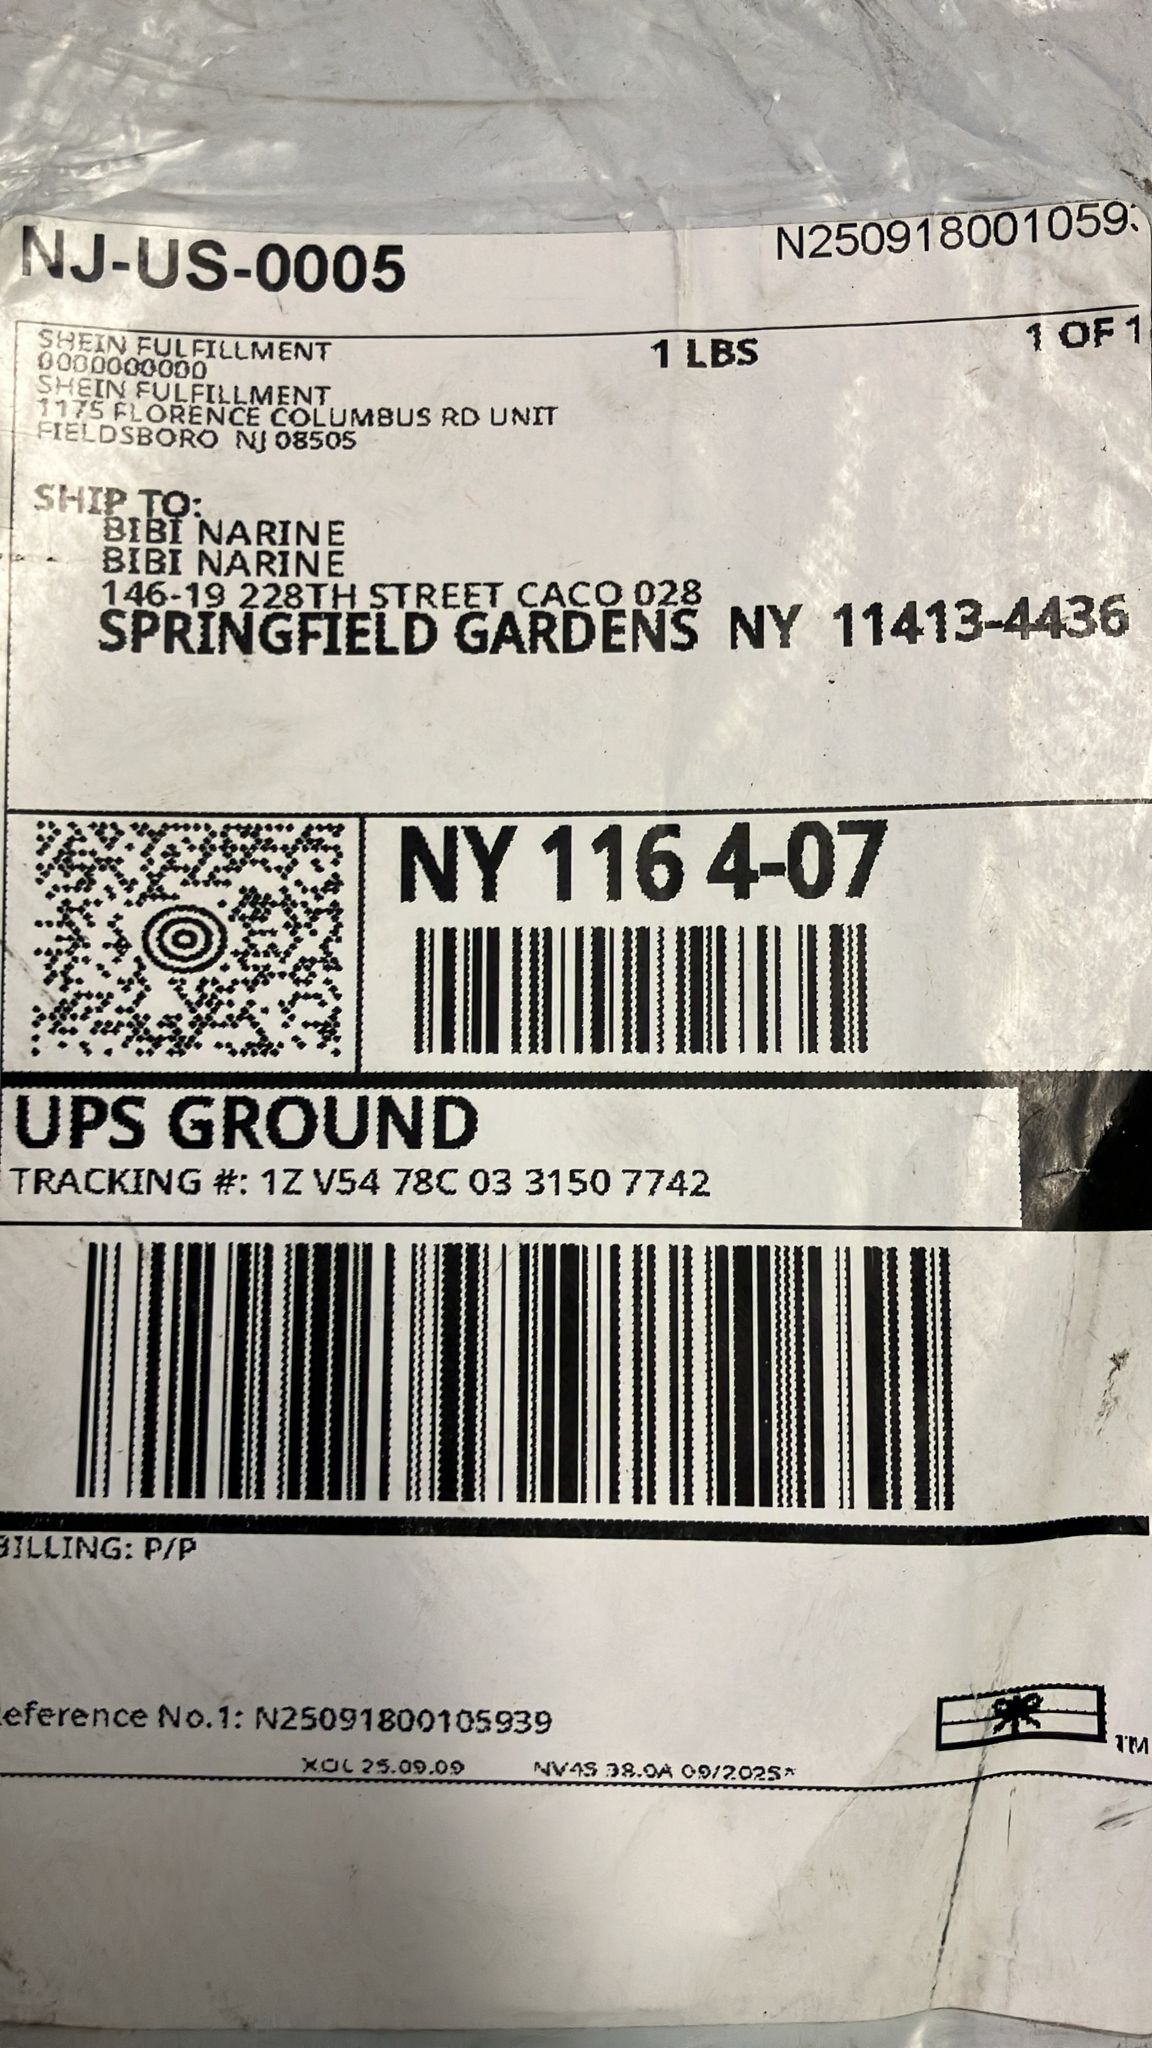 NJ-US-0005
N2509180010593
SHEIN FULFILLMENT
0000000000
SHEIN FULFILLMENT
1175 FLORENCE COLUMBUS RD UNIT
FIELDSBORO NJ 08505
1 LBS
1 OF 1
SHIP TO:
BIBI NARINE
BIBI NARINE
146-19 228TH STREET CACO 028
SPRINGFIELD GARDENS NY 11413-4436
NY 116 4-07
UPS GROUND
TRACKING #: 1Z V54 78C 03 3150 7742
BILLING: P/P
eference No.1: N25091800105939
XOL 25.09.09 NV45 38.0A 09/2025*
TM